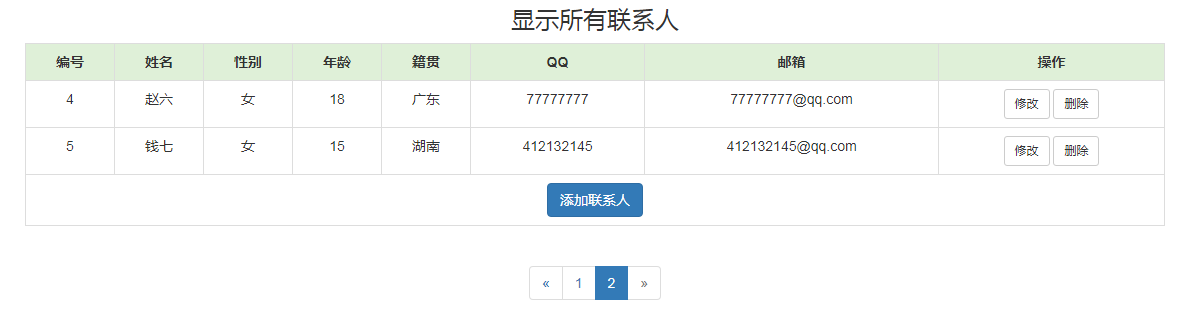 显示所有联系人
编号 姓名 性别 年龄 籍贯 QQ 邮箱 操作
4 赵六 女 18 广东 77777777 77777777@qq.com 修改 删除
5 钱七 女 15 湖南 412132145 412132145@qq.com 修改 删除
添加联系人
« 1 2 »